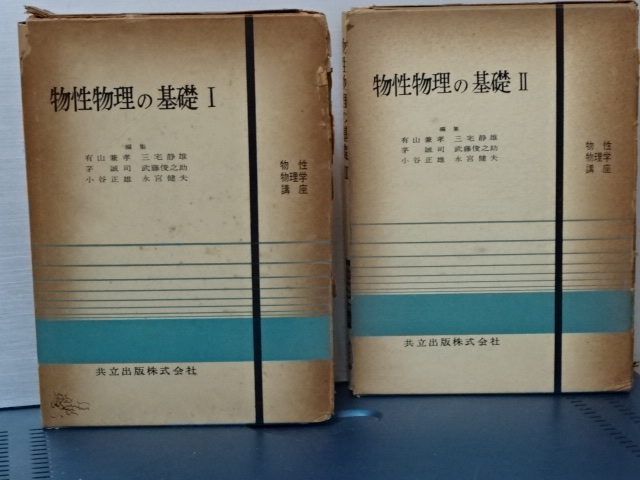 物性物理の基礎 I
編集
有山兼孝 三宅静雄
茅誠司 武藤俊之助
小谷正雄 永宮健夫
物性
物理学
講座
共立出版株式会社
物性物理の基礎 II
編集
有山兼孝 三宅静雄
茅誠司 武藤俊之助
小谷正雄 永宮健夫
物性
物理学
講座
共立出版株式会社